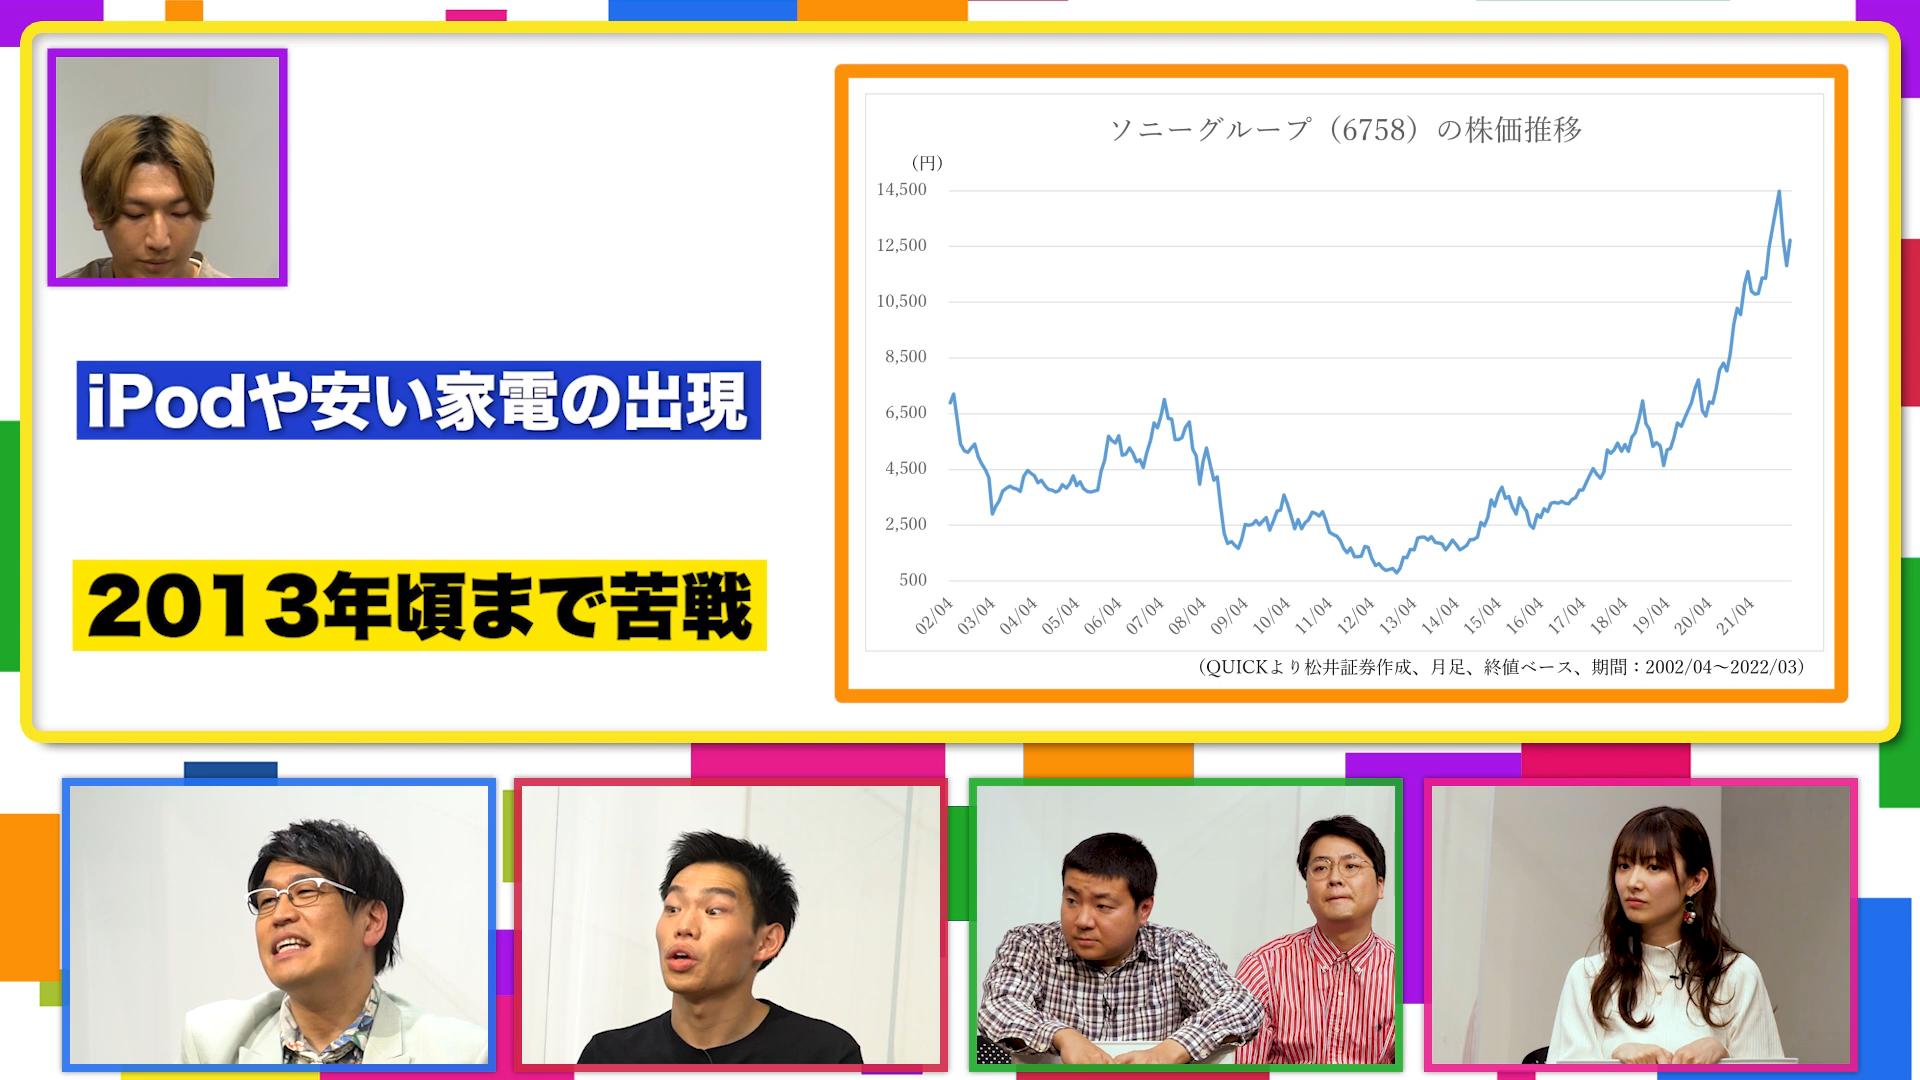 iPodや安い家電の出現
2013年頃まで苦戦
ソニーグループ（6758）の株価推移
（円）
14,500
12,500
10,500
8,500
6,500
4,500
2,500
500
02/04 03/04 04/04 05/04 06/04 07/04 08/04 09/04 10/04 11/04 12/04 13/04 14/04 15/04 16/04 17/04 18/04 19/04 20/04 21/04
（QUICKより松井証券作成、月足、終値ベース、期間：2002/04～2022/03）